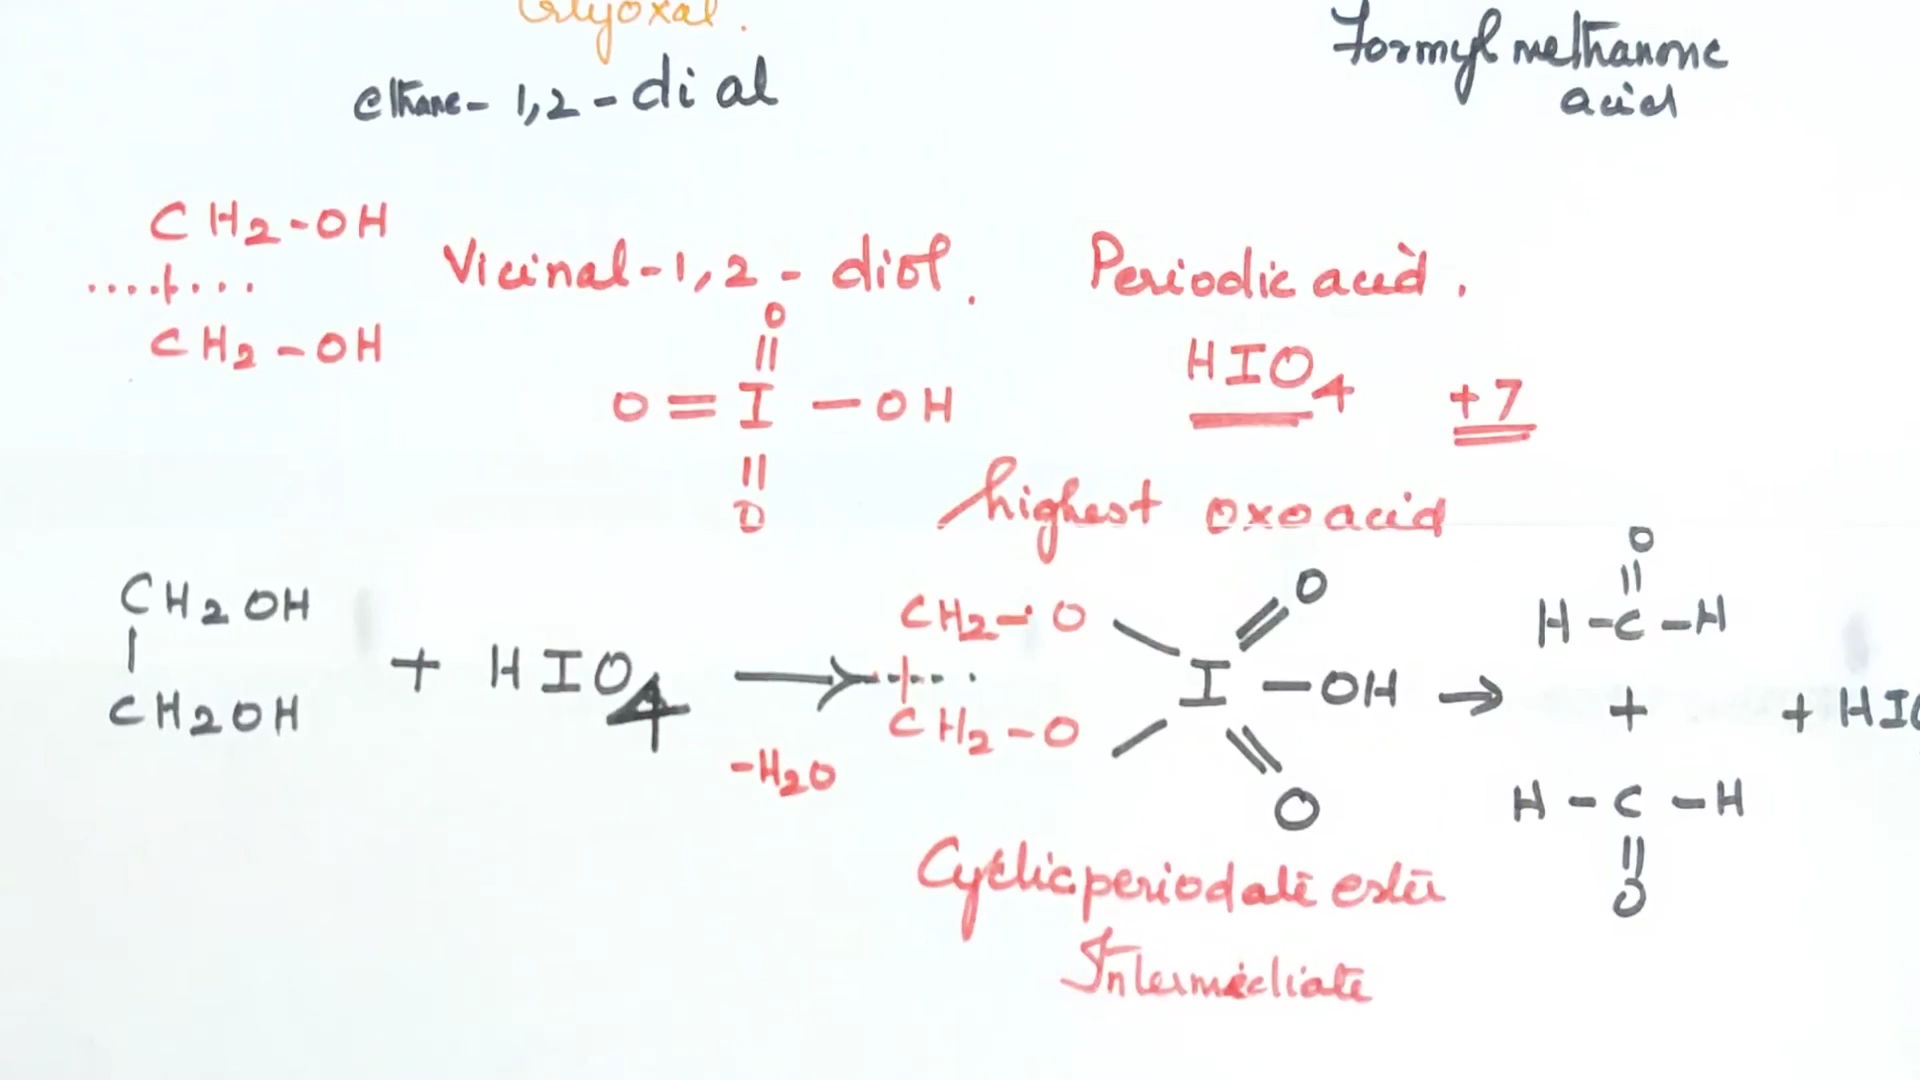 Glyoxal.
ethane-1,2-dial
Formyl methanone
acid
CH2-OH
CH2-OH
Vicinal-1,2-diol.
O
||
O=I-OH
||
O
Periodic acid.
HIO4 +7
highest oxoacid
CH2OH
|
CH2OH
+ HIO4
-H2O
→
CH2-O
CH2-O
O
I-OH
O
→
O
||
H-C-H
+
H-C-H
||
O
+ HIO
Cyclic periodate ester
Intermediate